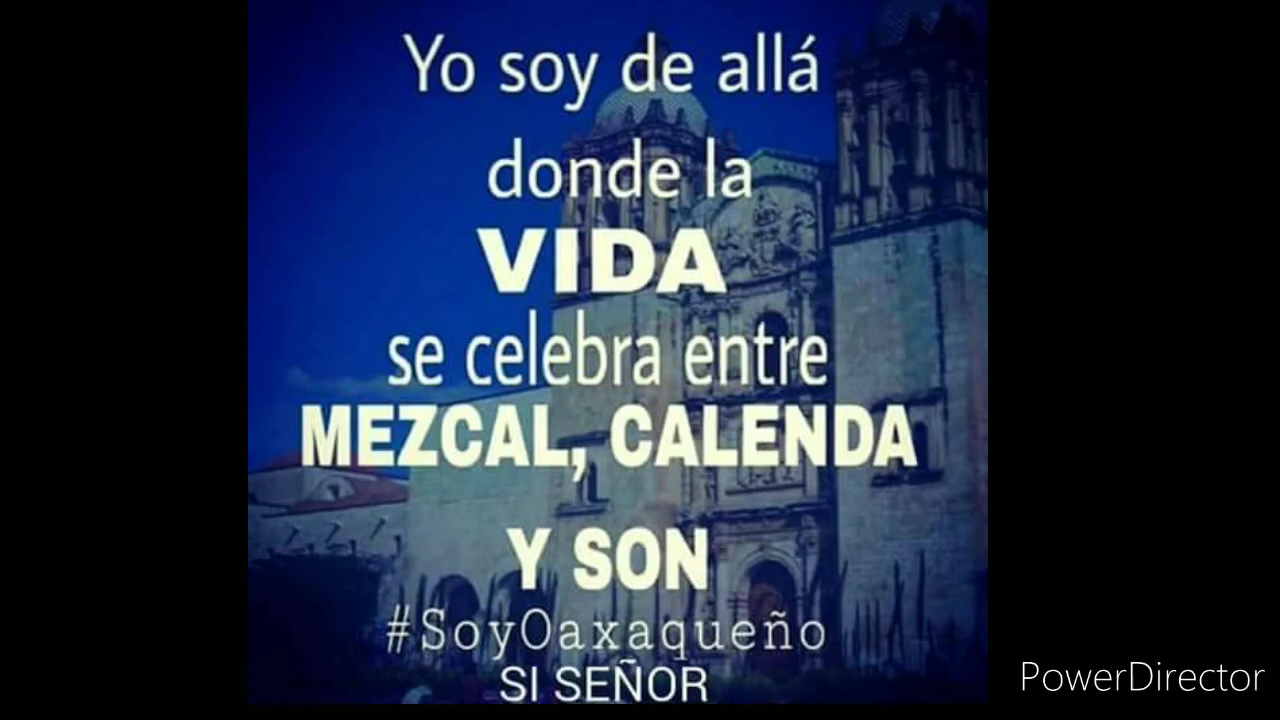 Yo soy de allá
donde la
VIDA
se celebra entre
MEZCAL, CALENDA
Y SON
#SoyOaxaqueño
SI SEÑOR
PowerDirector